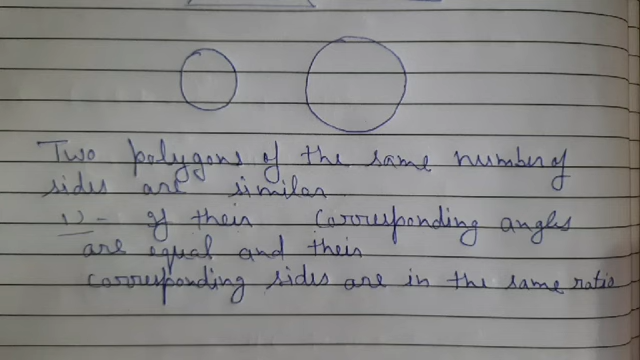 Two polygons of the same number of
sides are similar
1) - If their corresponding angles
are equal and their
corresponding sides are in the same ratio